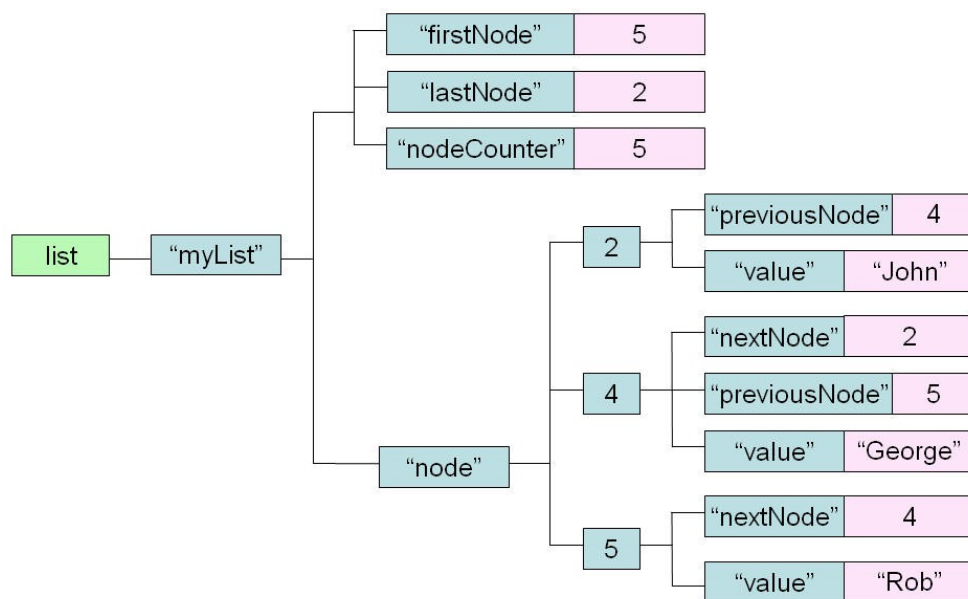 “firstNode” 5
“lastNode” 2
“nodeCounter” 5
list “myList”
“node”
2
“previousNode” 4
“value” “John”
4
“nextNode” 2
“previousNode” 5
“value” “George”
5
“nextNode” 4
“value” “Rob”